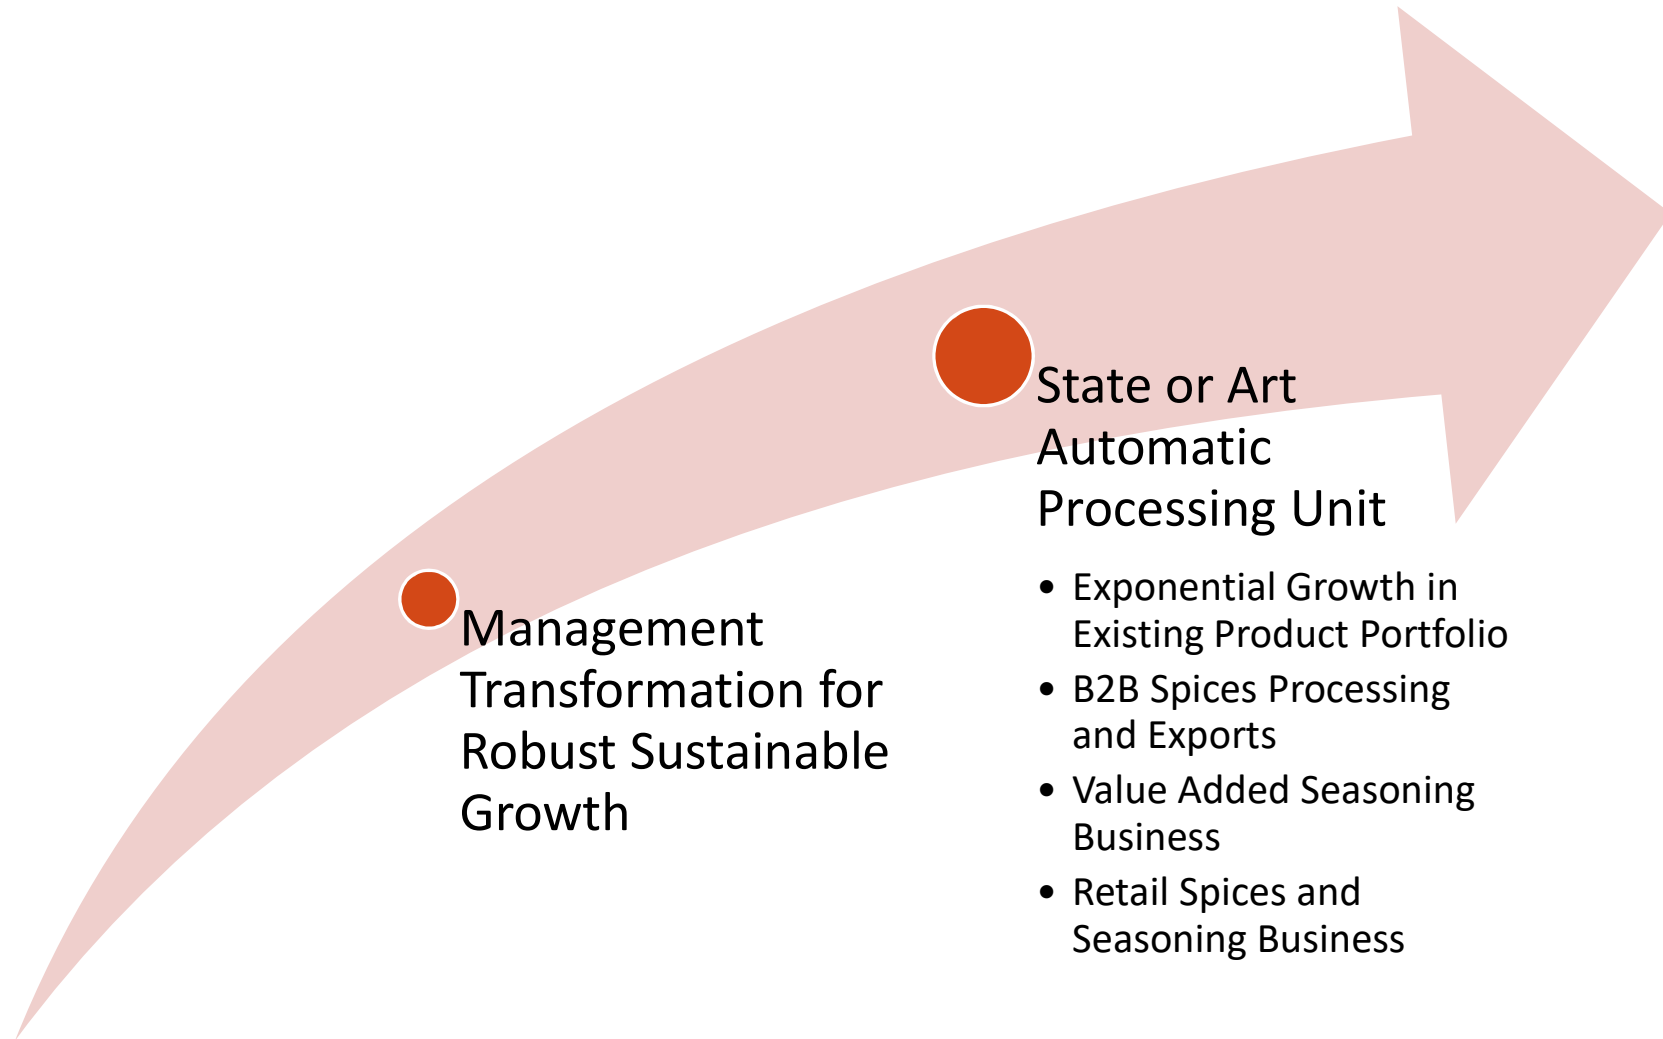 State or Art
Automatic
Processing Unit
• Exponential Growth in
Existing Product Portfolio
• B2B Spices Processing
and Exports
• Value Added Seasoning
Business
• Retail Spices and
Seasoning Business
Management
Transformation for
Robust Sustainable
Growth